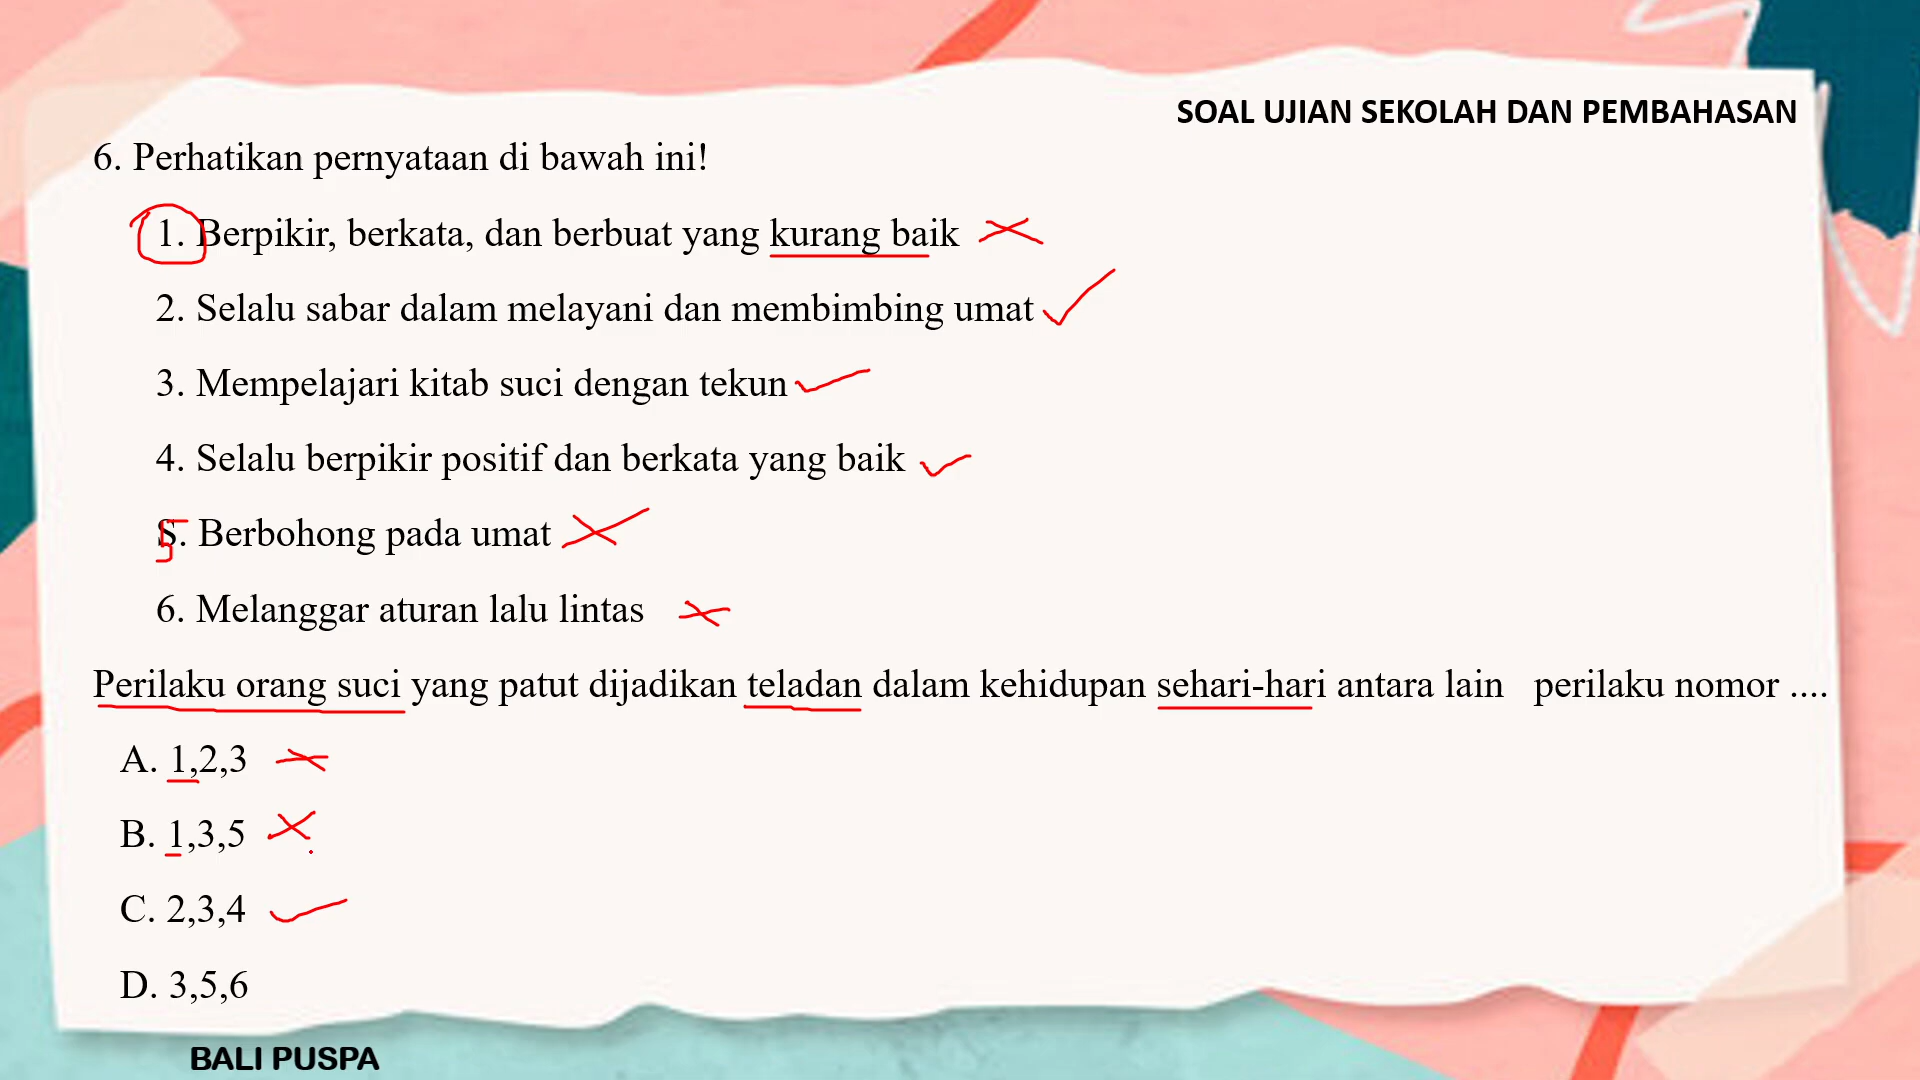 SOAL UJIAN SEKOLAH DAN PEMBAHASAN
6. Perhatikan pernyataan di bawah ini!
1. Berpikir, berkata, dan berbuat yang kurang baik
2. Selalu sabar dalam melayani dan membimbing umat
3. Mempelajari kitab suci dengan tekun
4. Selalu berpikir positif dan berkata yang baik
5. Berbohong pada umat
6. Melanggar aturan lalu lintas
Perilaku orang suci yang patut dijadikan teladan dalam kehidupan sehari-hari antara lain perilaku nomor ....
A. 1,2,3
B. 1,3,5
C. 2,3,4
D. 3,5,6
BALI PUSPA